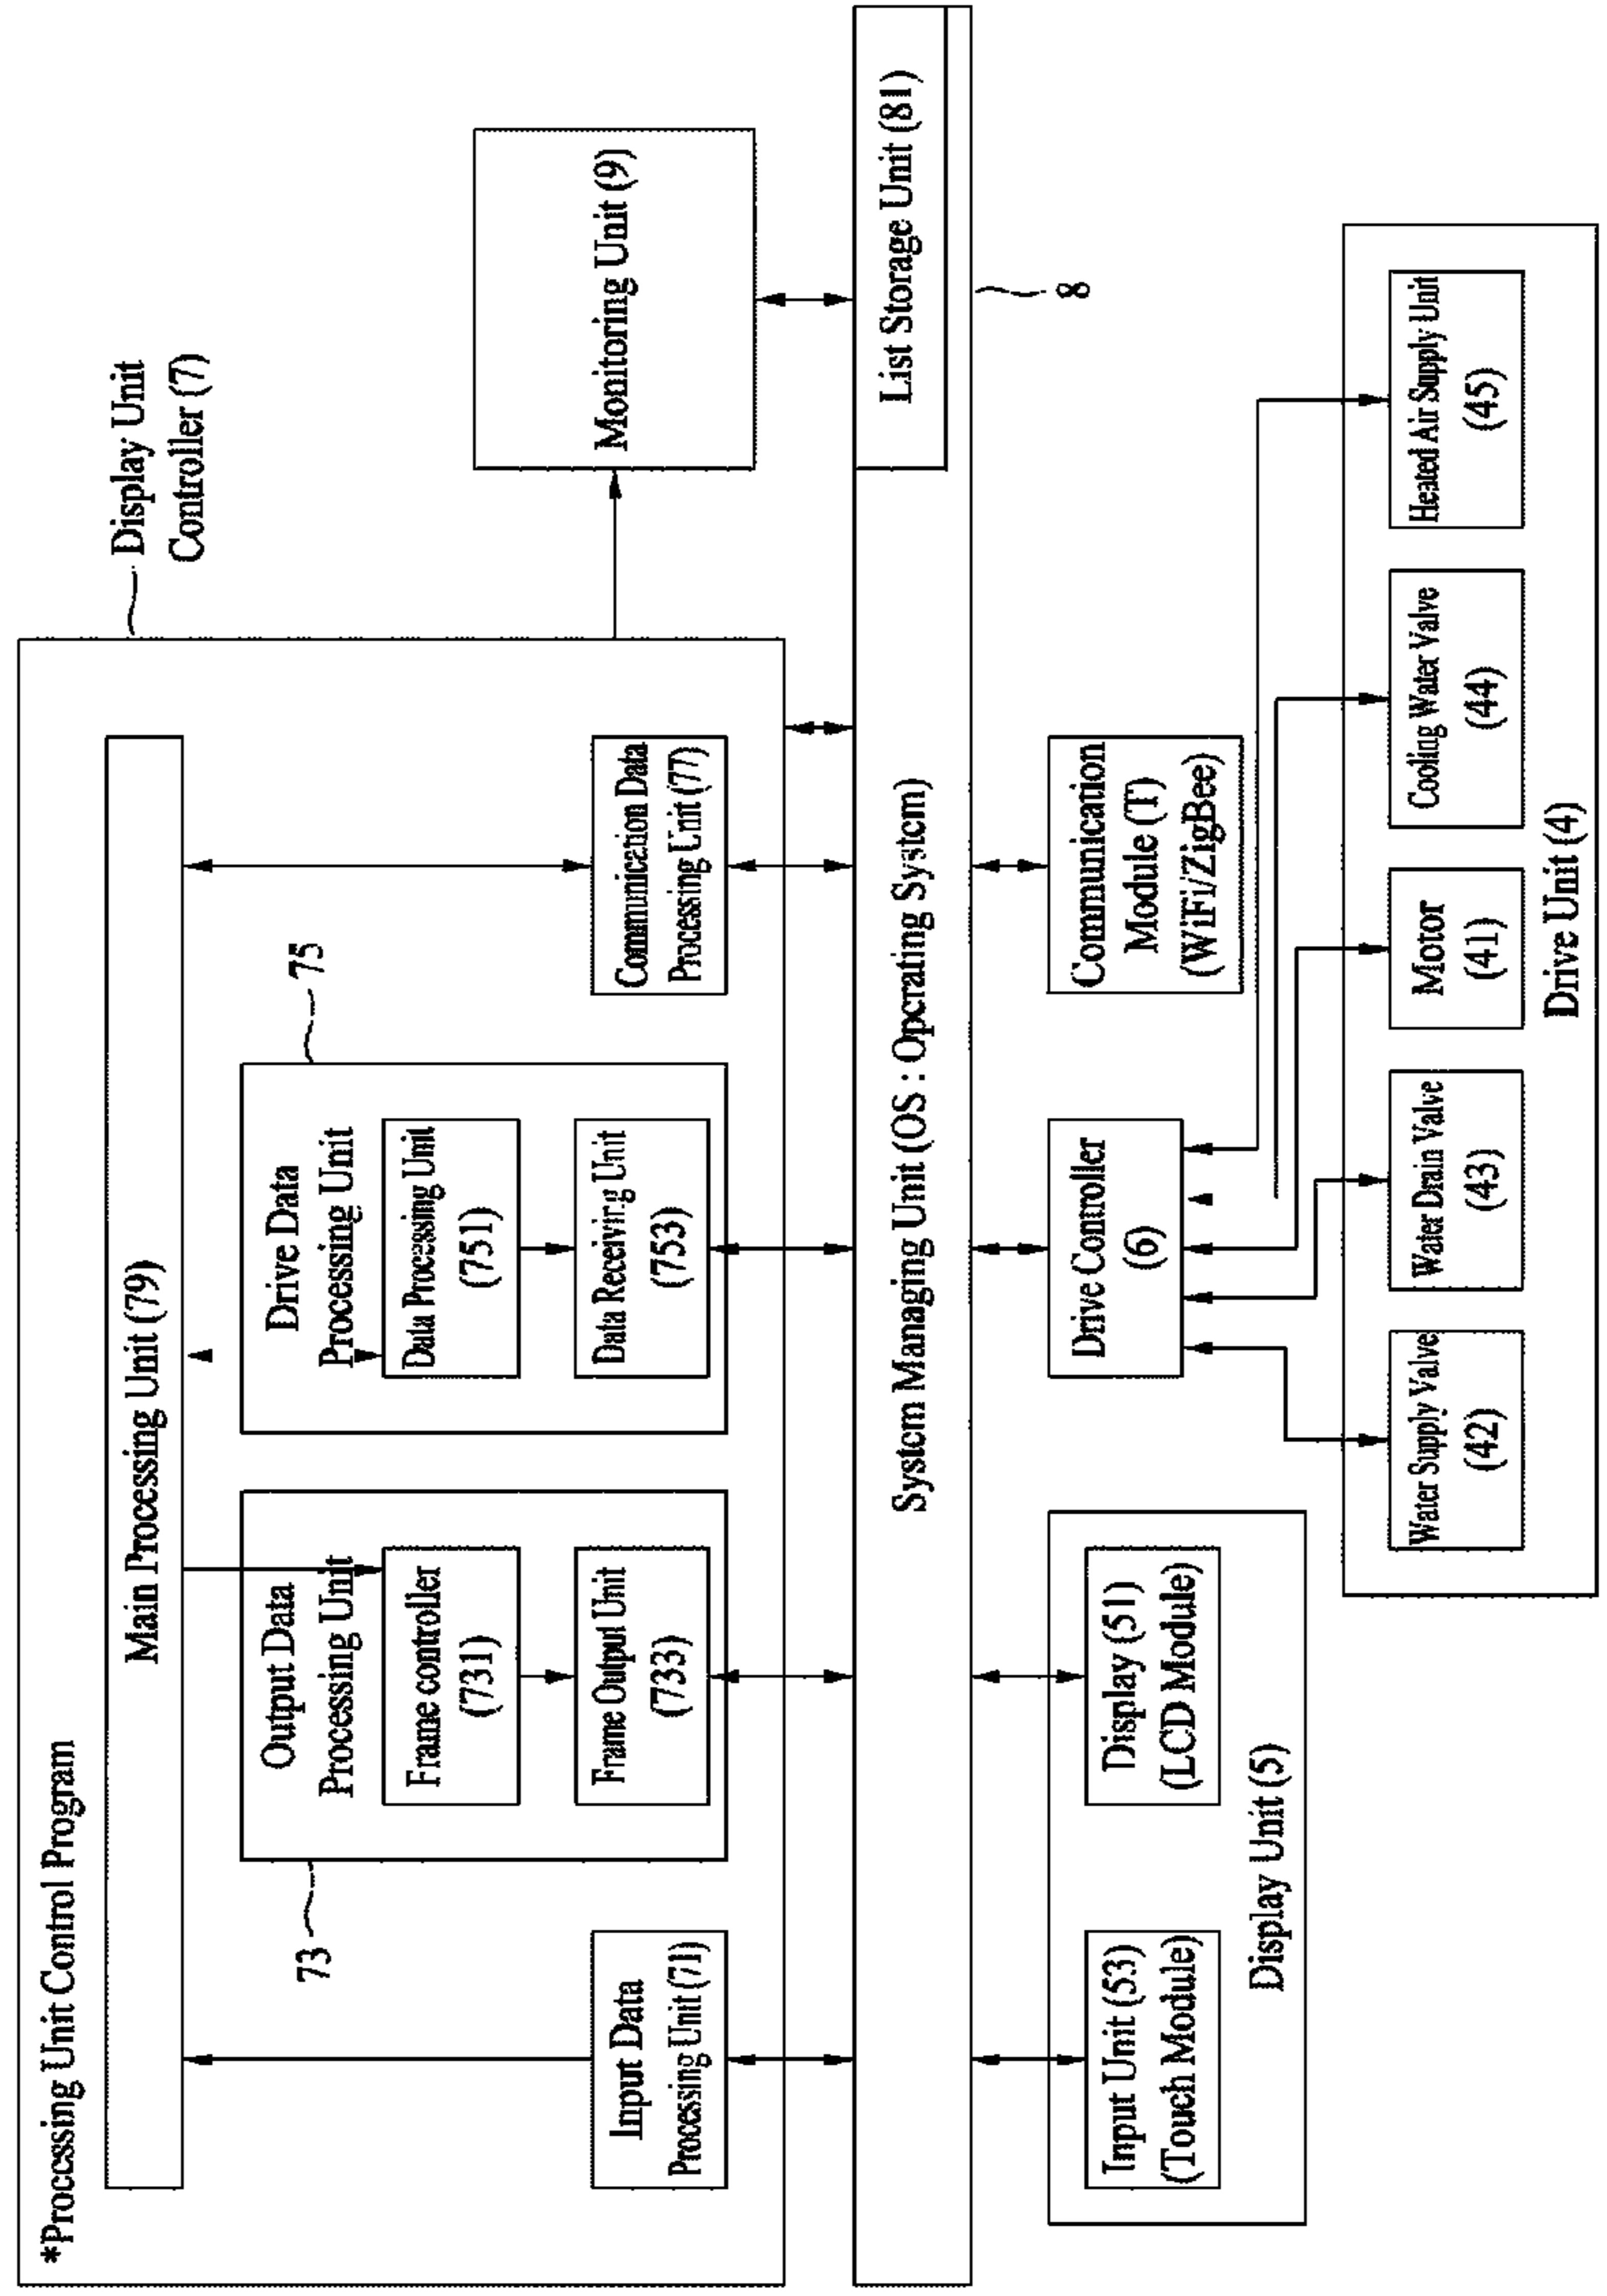 *Processing Unit Control Program
Display Unit
Controller (7)
Main Processing Unit (79)
73
Output Data
Processing Unit
Frame controller
(731)
Frame Output Unit
(733)
75
Drive Data
Processing Unit
Data Processing Unit
(751)
Data Receiving Unit
(753)
Input Data
Processing Unit (71)
Communication Data
Processing Unit (77)
Monitoring Unit (9)
System Managing Unit (OS : Operating System)
List Storage Unit (81)
8
Input Unit (53)
(Touch Module)
Display (51)
(LCD Module)
Display Unit (5)
Drive Controller
(6)
Communication
Module (T)
(WiFi/ZigBee)
Water Supply Valve
(42)
Water Drain Valve
(43)
Motor
(41)
Cooling Water Valve
(44)
Heated Air Supply Unit
(45)
Drive Unit (4)